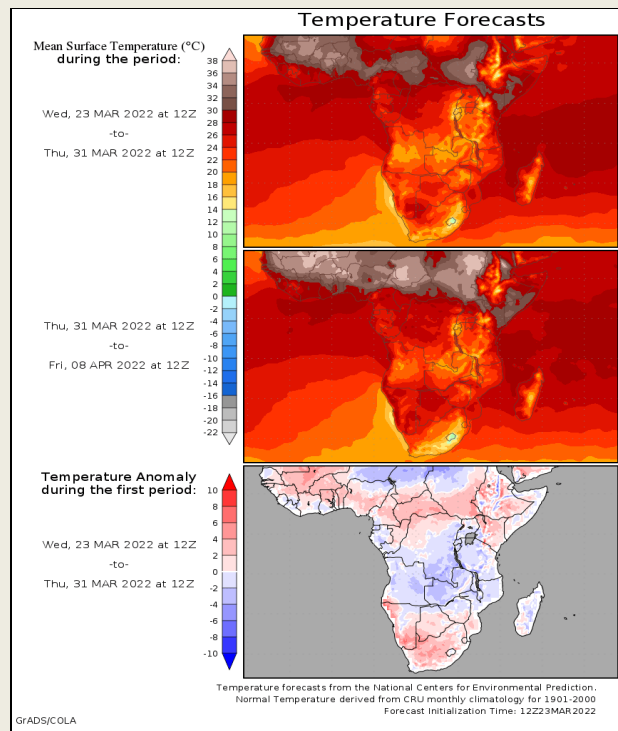 Temperature Forecasts
Mean Surface Temperature (°C)
during the period:
Wed, 23 MAR 2022 at 12Z
-to-
Thu, 31 MAR 2022 at 12Z
38
36
34
32
30
28
26
24
22
20
18
16
14
12
10
8
6
4
2
0
-2
-4
-6
-8
-10
-12
-14
-16
-18
-20
-22
Thu, 31 MAR 2022 at 12Z
-to-
Fri, 08 APR 2022 at 12Z
Temperature Anomaly
during the first period:
Wed, 23 MAR 2022 at 12Z
-to-
Thu, 31 MAR 2022 at 12Z
10
8
6
4
2
0
-2
-4
-6
-8
-10
Temperature forecasts from the National Centers for Environmental Prediction.
Normal Temperature derived from CRU monthly climatology for 1901-2000
Forecast Initialization Time: 12Z23MAR2022
GrADS/COLA